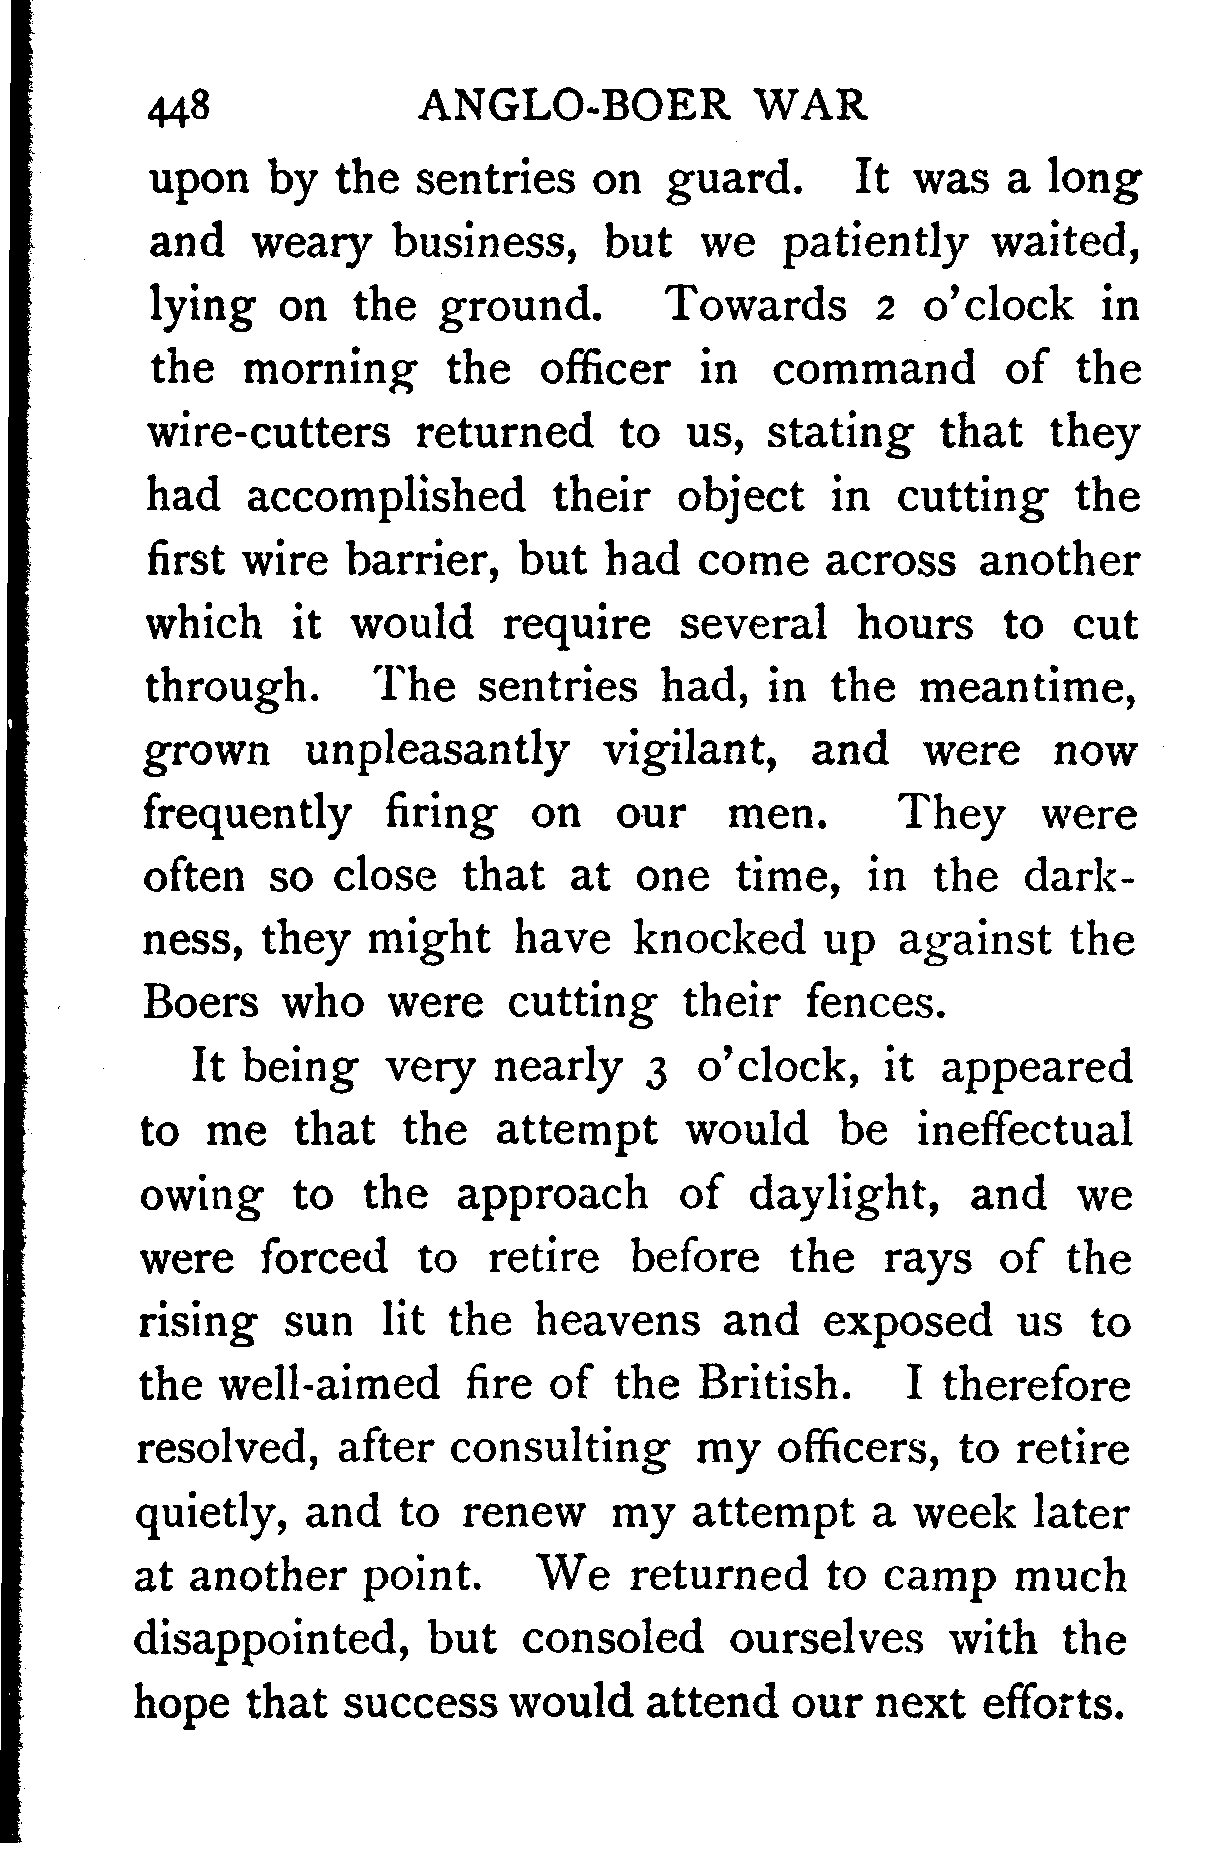 448 ANGLO-BOER WAR
upon by the sentries on guard. It was a long
and weary business, but we patiently waited,
lying on the ground. Towards 2 o'clock in
the morning the officer in command of the
wire-cutters returned to us, stating that they
had accomplished their object in cutting the
first wire barrier, but had come across another
which it would require several hours to cut
through. The sentries had, in the meantime,
grown unpleasantly vigilant, and were now
frequently firing on our men. They were
often so close that at one time, in the dark-
ness, they might have knocked up against the
Boers who were cutting their fences.
It being very nearly 3 o'clock, it appeared
to me that the attempt would be ineffectual
owing to the approach of daylight, and we
were forced to retire before the rays of the
rising sun lit the heavens and exposed us to
the well-aimed fire of the British. I therefore
resolved, after consulting my officers, to retire
quietly, and to renew my attempt a week later
at another point. We returned to camp much
disappointed, but consoled ourselves with the
hope that success would attend our next efforts.